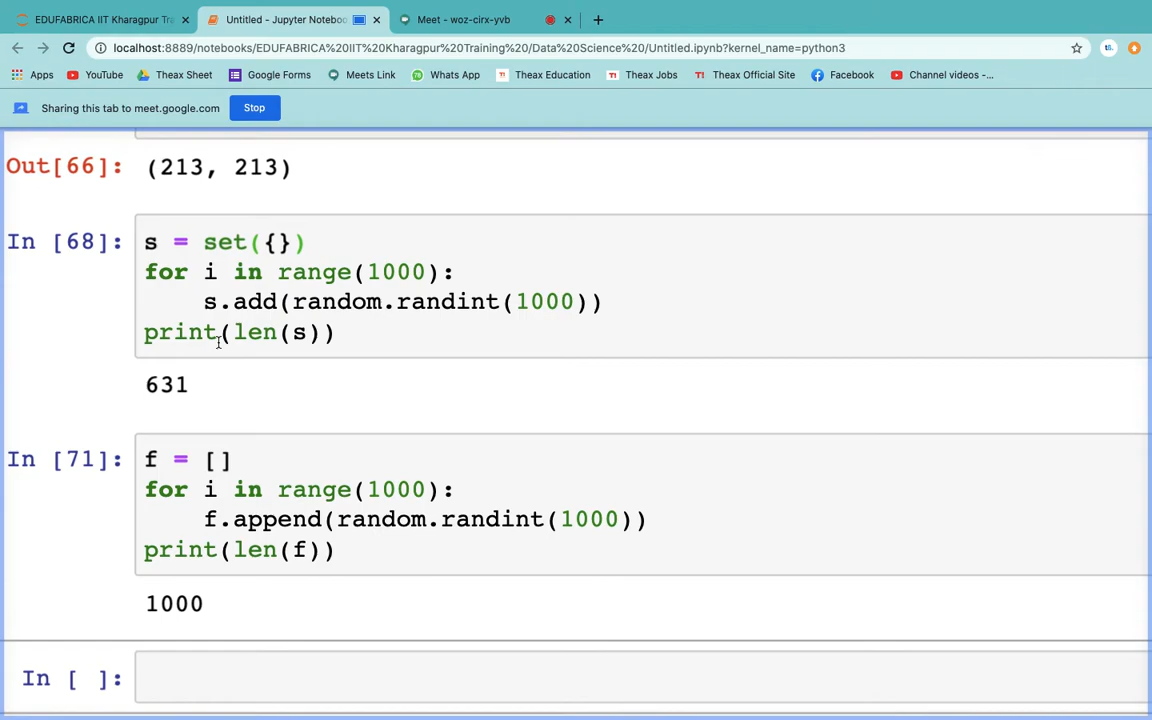 EDUFABRICA IIT Kharagpur Tra
Untitled - Jupyter Noteboo
Meet - woz-cirx-yvb
localhost:8889/notebooks/EDUFABRICA%20IIT%20Kharagpur%20Training%20/Data%20Science%20/Untitled.ipynb?kernel_name=python3
Apps YouTube Theax Sheet Google Forms Meets Link Whats App Theax Education Theax Jobs Theax Official Site Facebook Channel videos -...
Sharing this tab to meet.google.com Stop
Out[66]: (213, 213)
In [68]: s = set({})
for i in range(1000):
    s.add(random.randint(1000))
print(len(s))
631
In [71]: f = []
for i in range(1000):
    f.append(random.randint(1000))
print(len(f))
1000
In [ ]: